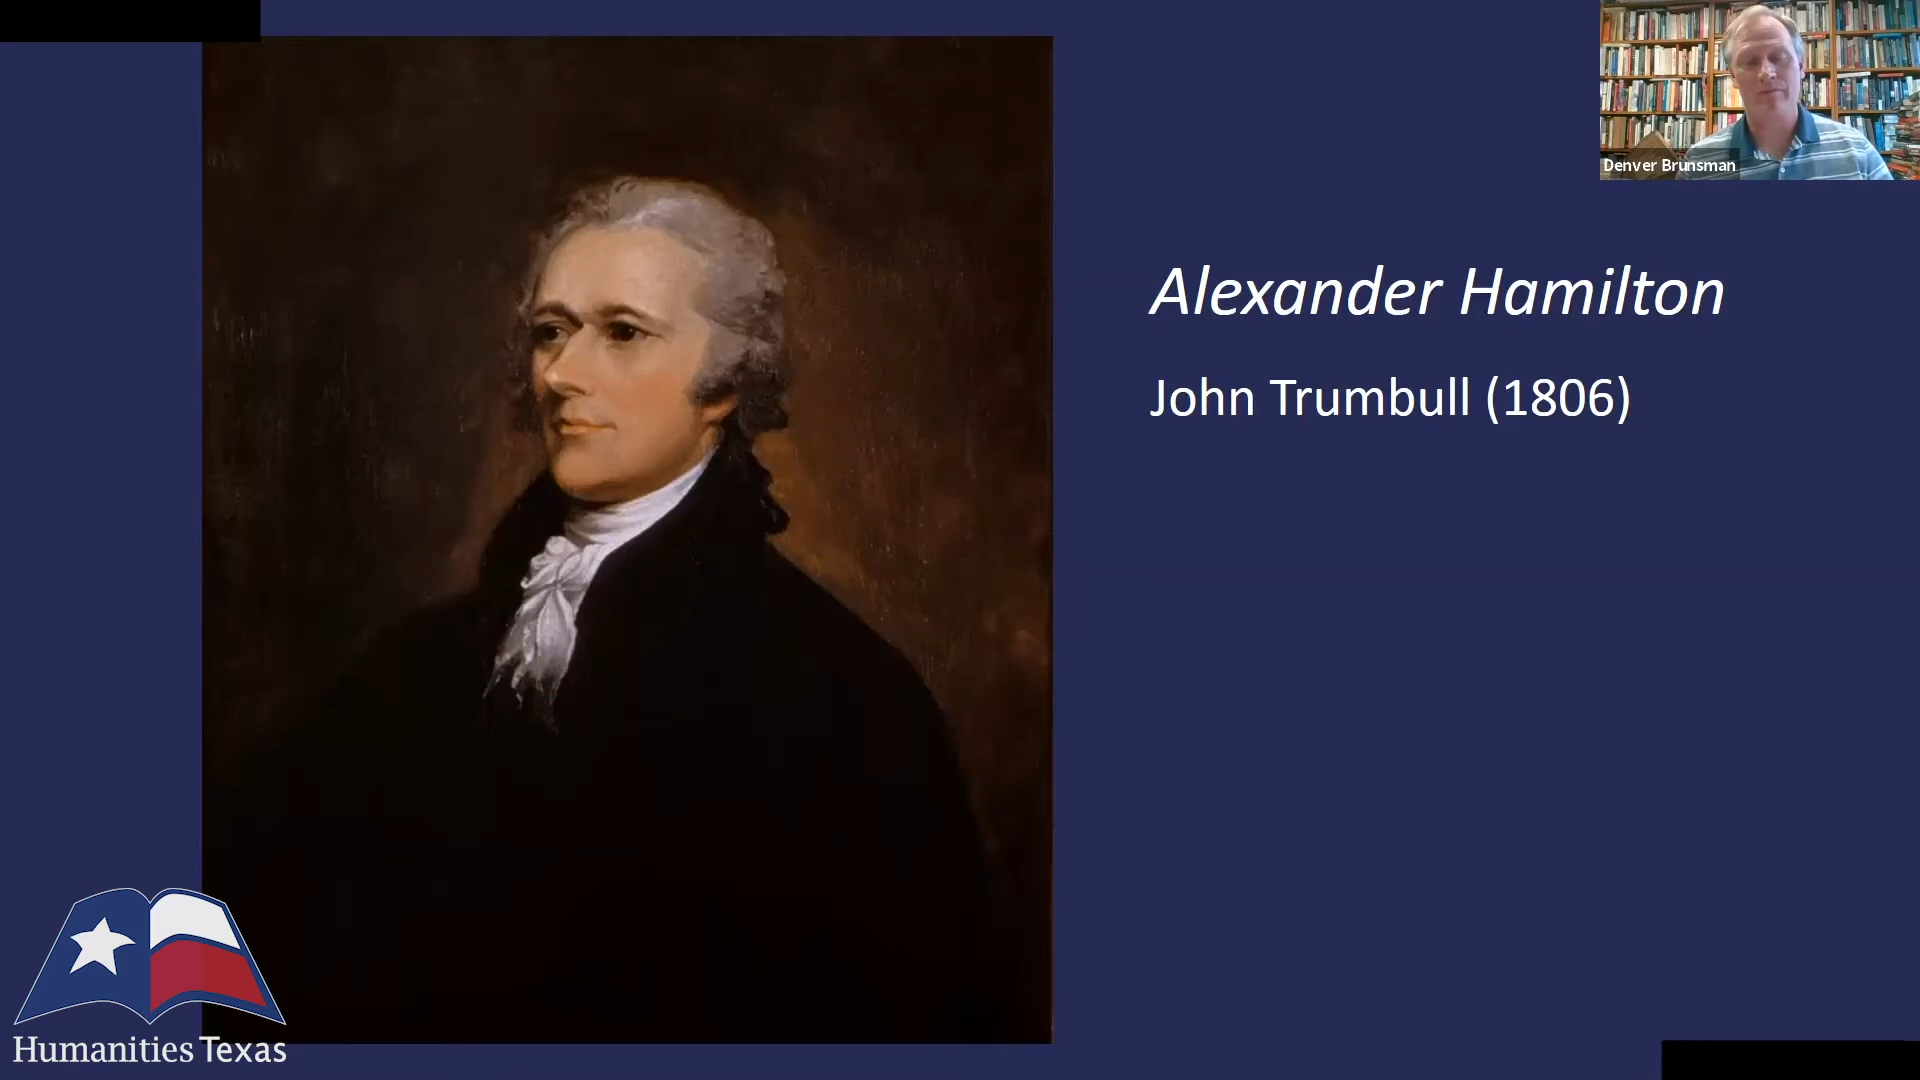 Denver Brunsman
Alexander Hamilton
John Trumbull (1806)
Humanities Texas